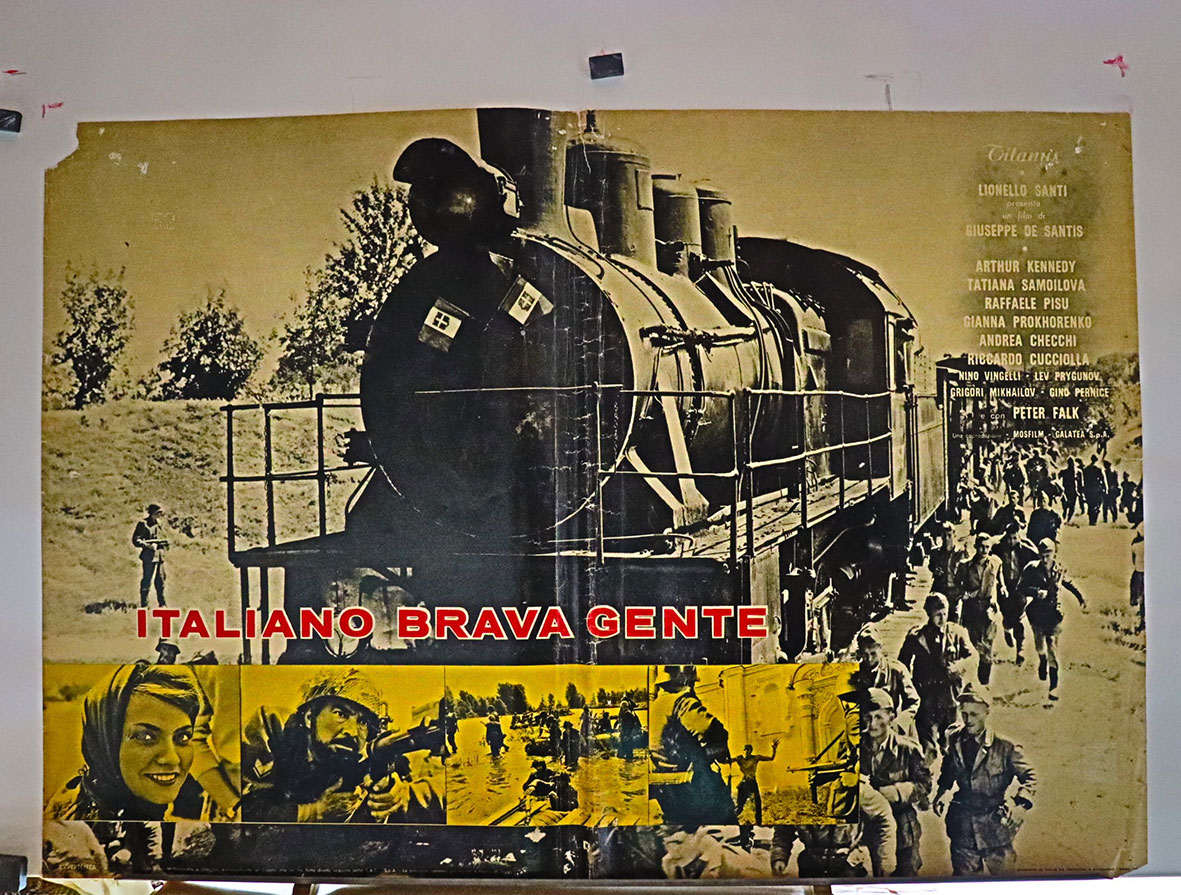 Titanus
LIONELLO SANTI
presenta
un film di
GIUSEPPE DE SANTIS
ARTHUR KENNEDY
TATIANA SAMOILOVA
RAFFAELE PISU
GIANNA PROKHORENKO
ANDREA CHECCHI
RICCARDO CUCCIOLLA
NINO VINGELLI - LEV PRYGUNOV
GRIGORI MIKHAILOV - GINO PERNICE
e con PETER FALK
Una coproduzione - MOSFILM - GALATEA S.p.A.
ITALIANO BRAVA GENTE